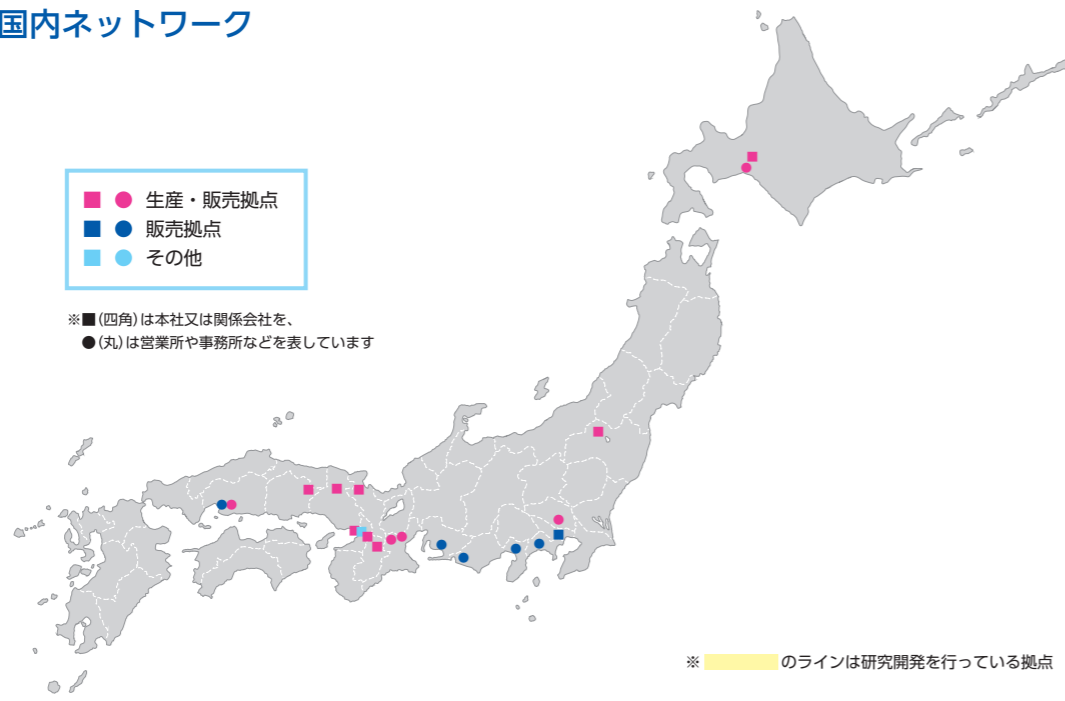 国内ネットワーク
生産・販売拠点
販売拠点
その他
※■(四角)は本社又は関係会社を、
●(丸)は営業所や事務所などを表しています
※ のラインは研究開発を行っている拠点